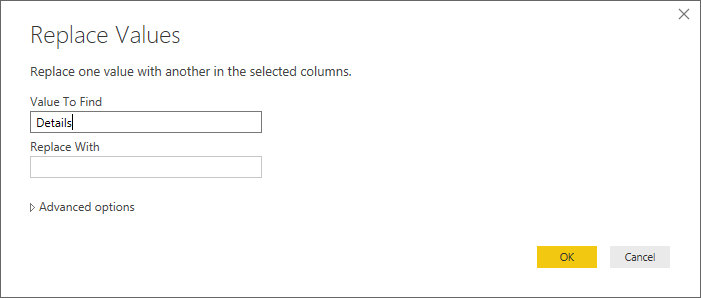 Replace Values
Replace one value with another in the selected columns.
Value To Find
Details
Replace With
Advanced options
OK
Cancel